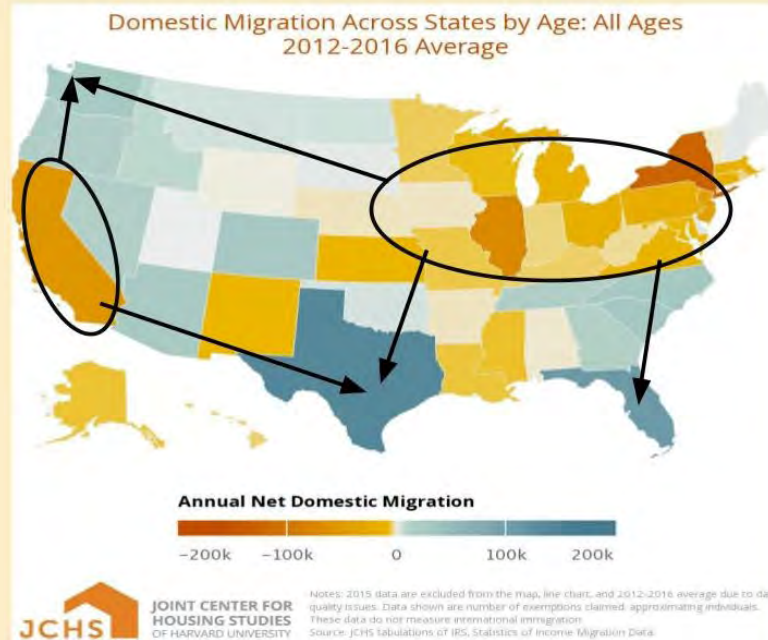 Domestic Migration Across States by Age: All Ages
2012-2016 Average
Annual Net Domestic Migration
−200k −100k 0 100k 200k
JCHS
JOINT CENTER FOR
HOUSING STUDIES
OF HARVARD UNIVERSITY
Notes: 2015 data are excluded from the map, line chart, and 2012-2016 average due to da
quality issues. Data shown are number of exemptions claimed, approximating individuals.
These data do not measure international immigration.
Source: JCHS tabulations of IRS, Statistics of Income Migration Data.